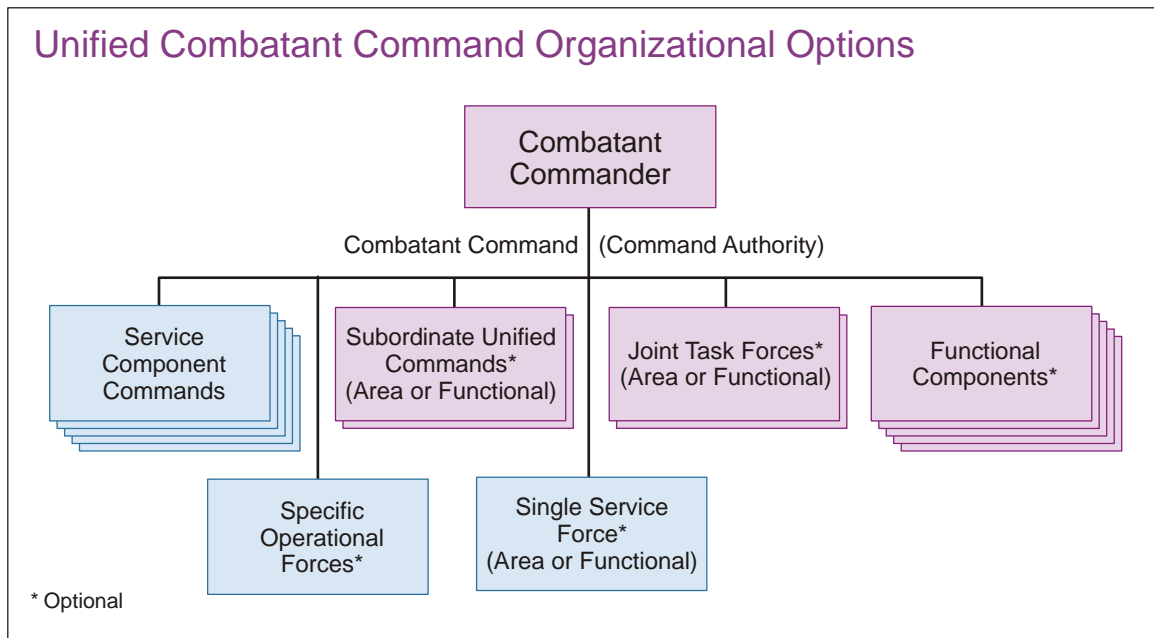 Unified Combatant Command Organizational Options
Combatant
Commander
Combatant Command (Command Authority)
Service
Component
Commands
Subordinate Unified
Commands*
(Area or Functional)
Joint Task Forces*
(Area or Functional)
Functional
Components*
Specific
Operational
Forces*
Single Service
Force*
(Area or Functional)
* Optional